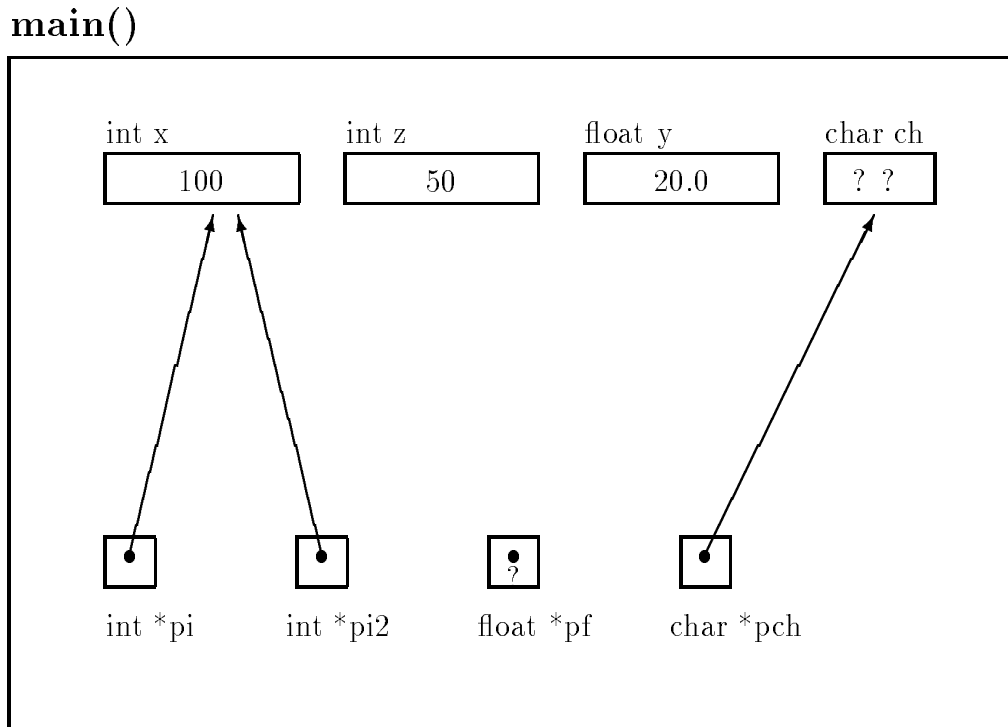 main()
int x int z float y char ch
100 50 20.0 ? ?
?
int *pi int *pi2 float *pf char *pch